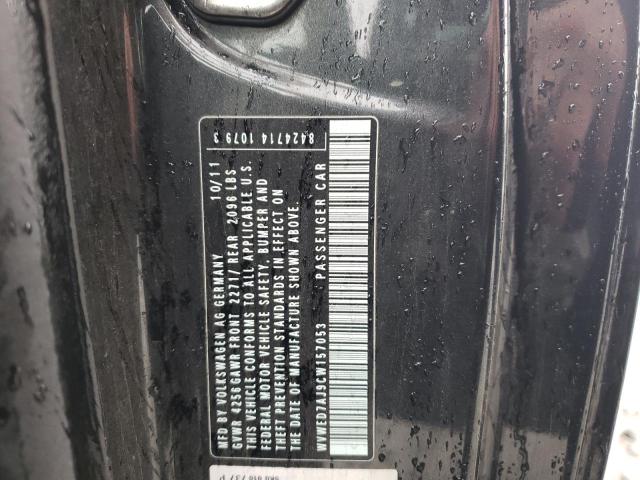 MFD BY VOLKSWAGEN AG GERMANY 10/11
GVWR 4256 GAWR FRONT 2271/ REAR 2096 LBS
THIS VEHICLE CONFORMS TO ALL APPLICABLE U.S.
FEDERAL MOTOR VEHICLE SAFETY, BUMPER AND
THEFT PREVENTION STANDARDS IN EFFECT ON
THE DATE OF MANUFACTURE SHOWN ABOVE.
WVWED7AJ5CW157053 PASSENGER CAR
8424714 1079 3